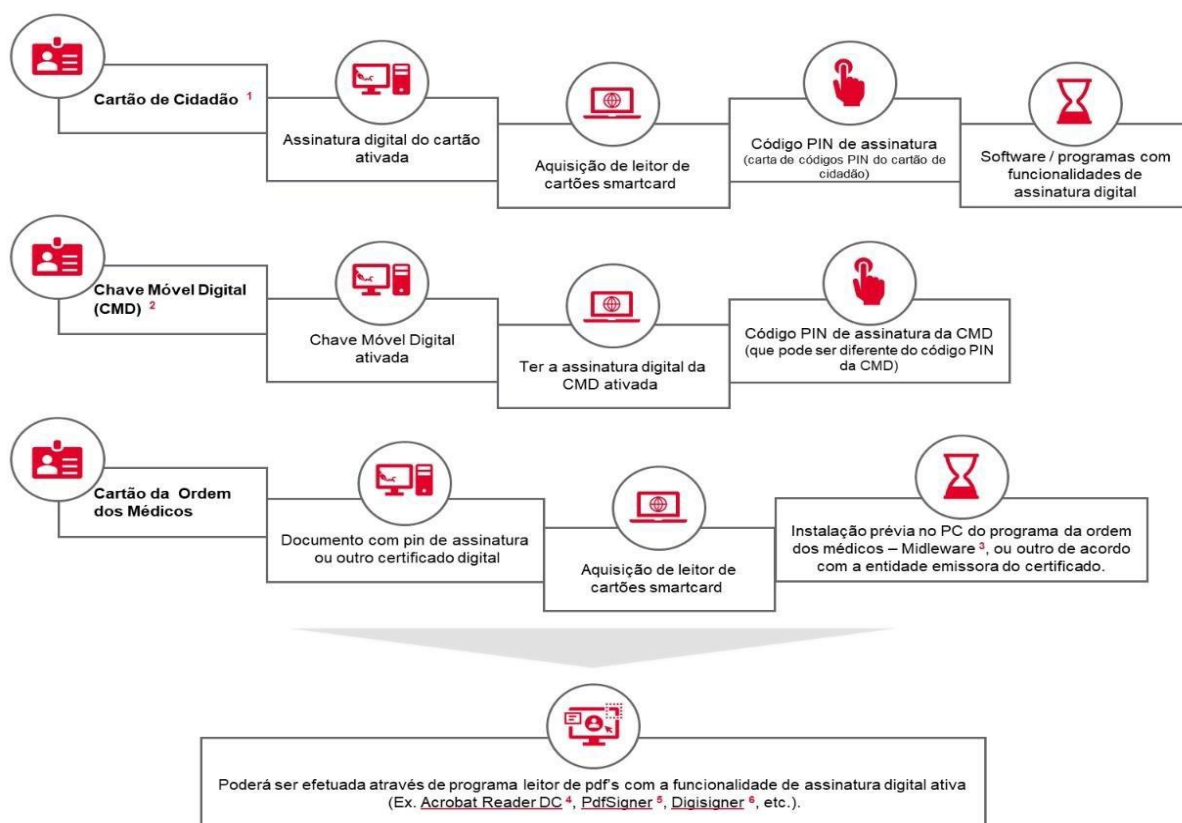 Cartão de Cidadão 1
Assinatura digital do cartão
ativada
Aquisição de leitor de
cartões smartcard
Código PIN de assinatura
(carta de códigos PIN do cartão de
cidadão)
Software / programas com
funcionalidades de
assinatura digital
Chave Móvel Digital
(CMD) 2
Chave Móvel Digital
ativada
Ter a assinatura digital da
CMD ativada
Código PIN de assinatura da CMD
(que pode ser diferente do código PIN
da CMD)
Cartão da Ordem
dos Médicos
Documento com pin de assinatura
ou outro certificado digital
Aquisição de leitor de
cartões smartcard
Instalação prévia no PC do programa da ordem
dos médicos – Midleware 3, ou outro de acordo
com a entidade emissora do certificado.
Poderá ser efetuada através de programa leitor de pdf's com a funcionalidade de assinatura digital ativa
(Ex. Acrobat Reader DC 4, PdfSigner 5, Digisigner 6, etc.).